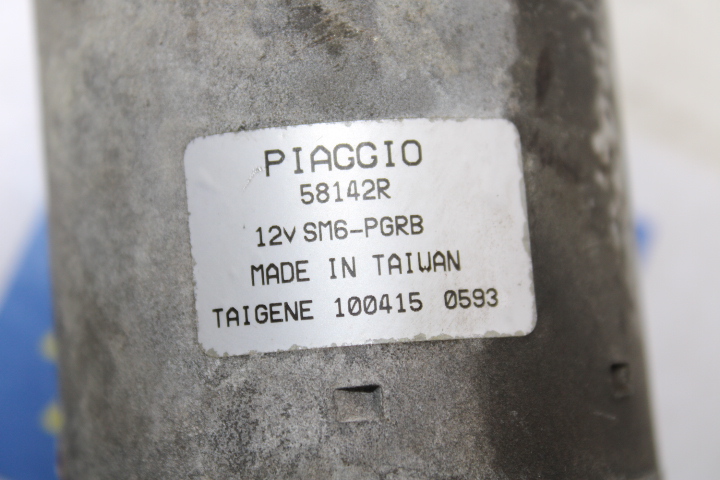 PIAGGIO
58142R
12V SM6-PGRB
MADE IN TAIWAN
TAIGENE 100415 0593